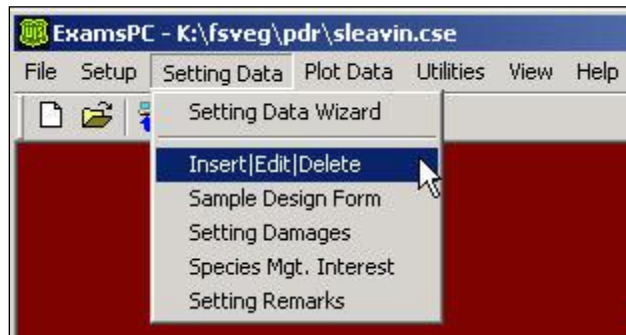 ExamsPC - K:\fsveg\pdr\sleavin.cse
File Setup Setting Data Plot Data Utilities View Help
Setting Data Wizard
Insert|Edit|Delete
Sample Design Form
Setting Damages
Species Mgt. Interest
Setting Remarks